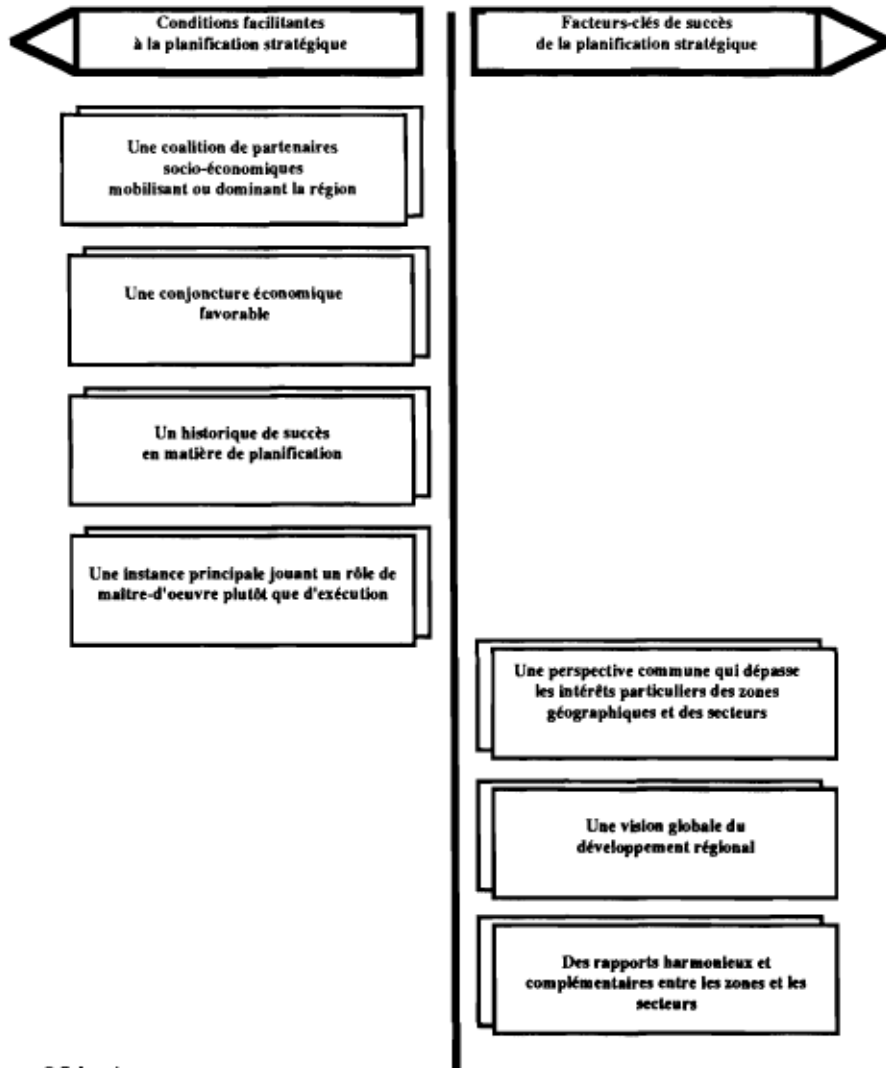 Conditions facilitantes
à la planification stratégique
Facteurs-clés de succès
de la planification stratégique
Une coalition de partenaires
socio-économiques
mobilisant ou dominant la région
Une conjoncture économique
favorable
Un historique de succès
en matière de planification
Une instance principale jouant un rôle de
maître-d'oeuvre plutôt que d'exécution
Une perspective commune qui dépasse
les intérêts particuliers des zones
géographiques et des secteurs
Une vision globale du
développement régional
Des rapports harmonieux et
complémentaires entre les zones et les
secteurs